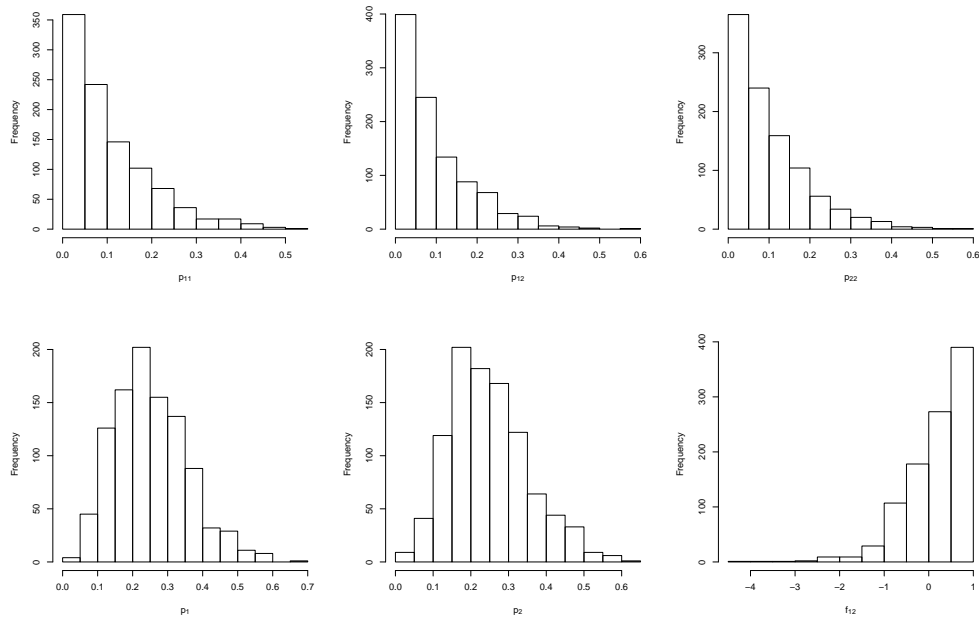 Frequency
0 50 100 150 200 250 300 350
0.0 0.1 0.2 0.3 0.4 0.5
p₁₁
Frequency
0 100 200 300 400
0.0 0.1 0.2 0.3 0.4 0.5 0.6
p₁₂
Frequency
0 100 200 300
0.0 0.1 0.2 0.3 0.4 0.5 0.6
p₂₂
Frequency
0 50 100 150 200
0.0 0.1 0.2 0.3 0.4 0.5 0.6 0.7
p₁
Frequency
0 50 100 150 200
0.0 0.1 0.2 0.3 0.4 0.5 0.6
p₂
Frequency
0 100 200 300 400
−4 −3 −2 −1 0 1
f₁₂